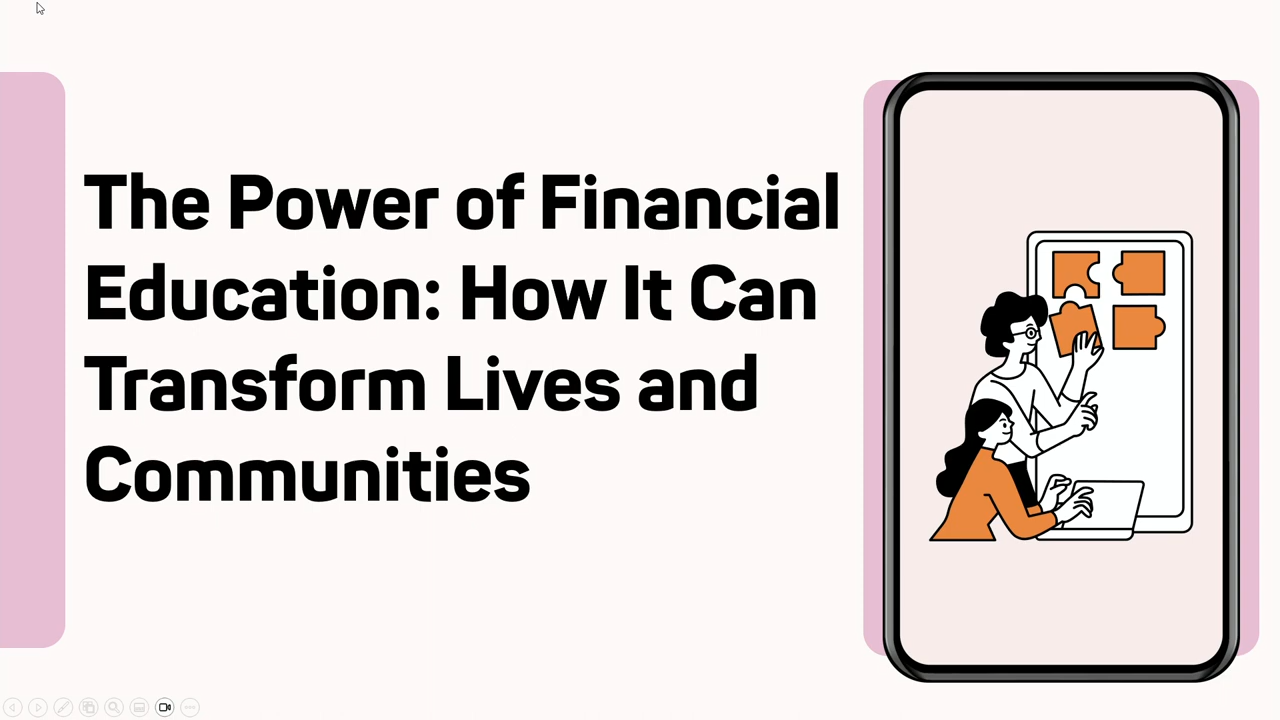 The Power of Financial
Education: How It Can
Transform Lives and
Communities